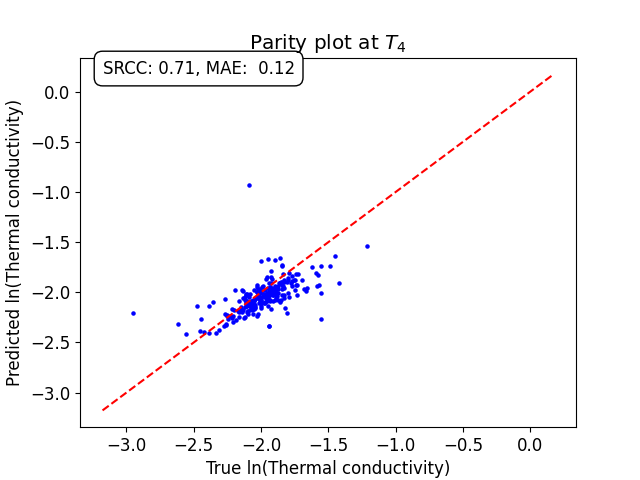 Parity plot at $T_4$
SRCC: 0.71, MAE:  0.12
Predicted ln(Thermal conductivity)
0.0
−0.5
−1.0
−1.5
−2.0
−2.5
−3.0
−3.0 −2.5 −2.0 −1.5 −1.0 −0.5 0.0
True ln(Thermal conductivity)